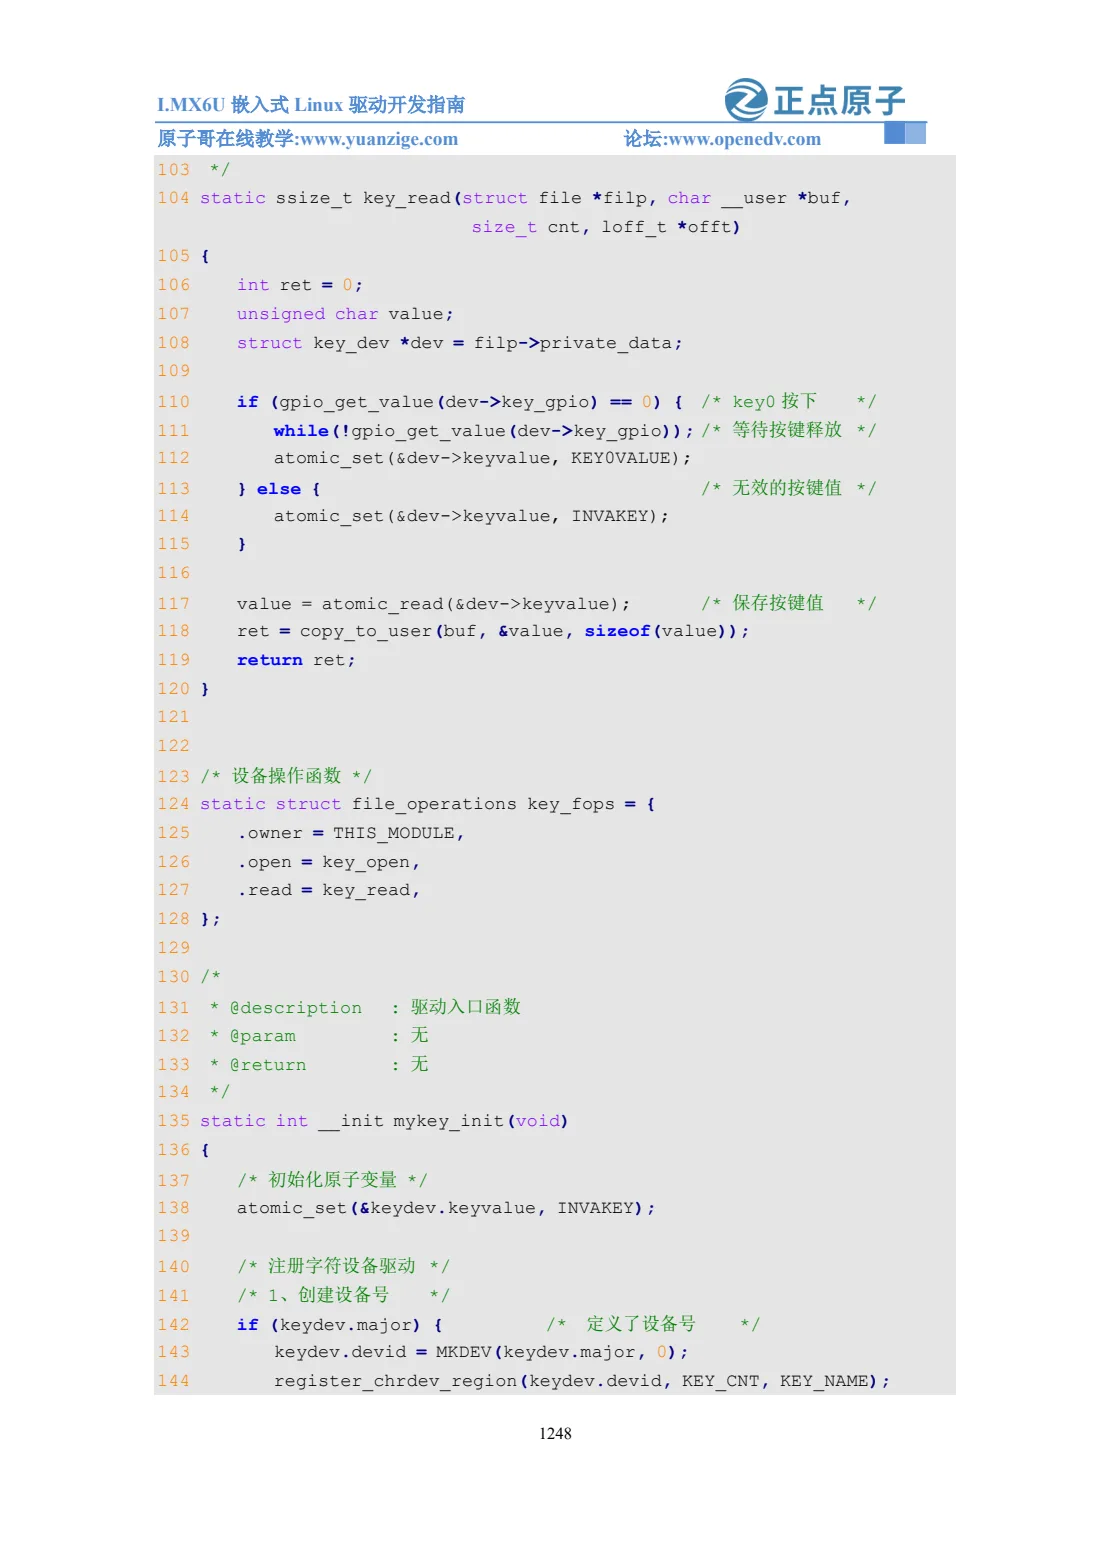 I.MX6U 嵌入式 Linux 驱动开发指南
正点原子
原子哥在线教学:www.yuanzige.com 论坛:www.openedv.com
103  */
104 static ssize_t key_read(struct file *filp, char __user *buf,
size_t cnt, loff_t *offt)
105 {
106    int ret = 0;
107    unsigned char value;
108    struct key_dev *dev = filp->private_data;
109
110    if (gpio_get_value(dev->key_gpio) == 0) { /* key0 按下 */
111        while(!gpio_get_value(dev->key_gpio)); /* 等待按键释放 */
112        atomic_set(&dev->keyvalue, KEY0VALUE);
113    } else { /* 无效的按键值 */
114        atomic_set(&dev->keyvalue, INVAKEY);
115    }
116
117    value = atomic_read(&dev->keyvalue); /* 保存按键值 */
118    ret = copy_to_user(buf, &value, sizeof(value));
119    return ret;
120 }
121
122
123 /* 设备操作函数 */
124 static struct file_operations key_fops = {
125    .owner = THIS_MODULE,
126    .open = key_open,
127    .read = key_read,
128 };
129
130 /*
131  * @description : 驱动入口函数
132  * @param : 无
133  * @return : 无
134  */
135 static int __init mykey_init(void)
136 {
137    /* 初始化原子变量 */
138    atomic_set(&keydev.keyvalue, INVAKEY);
139
140    /* 注册字符设备驱动 */
141    /* 1、创建设备号 */
142    if (keydev.major) { /* 定义了设备号 */
143        keydev.devid = MKDEV(keydev.major, 0);
144        register_chrdev_region(keydev.devid, KEY_CNT, KEY_NAME);
1248